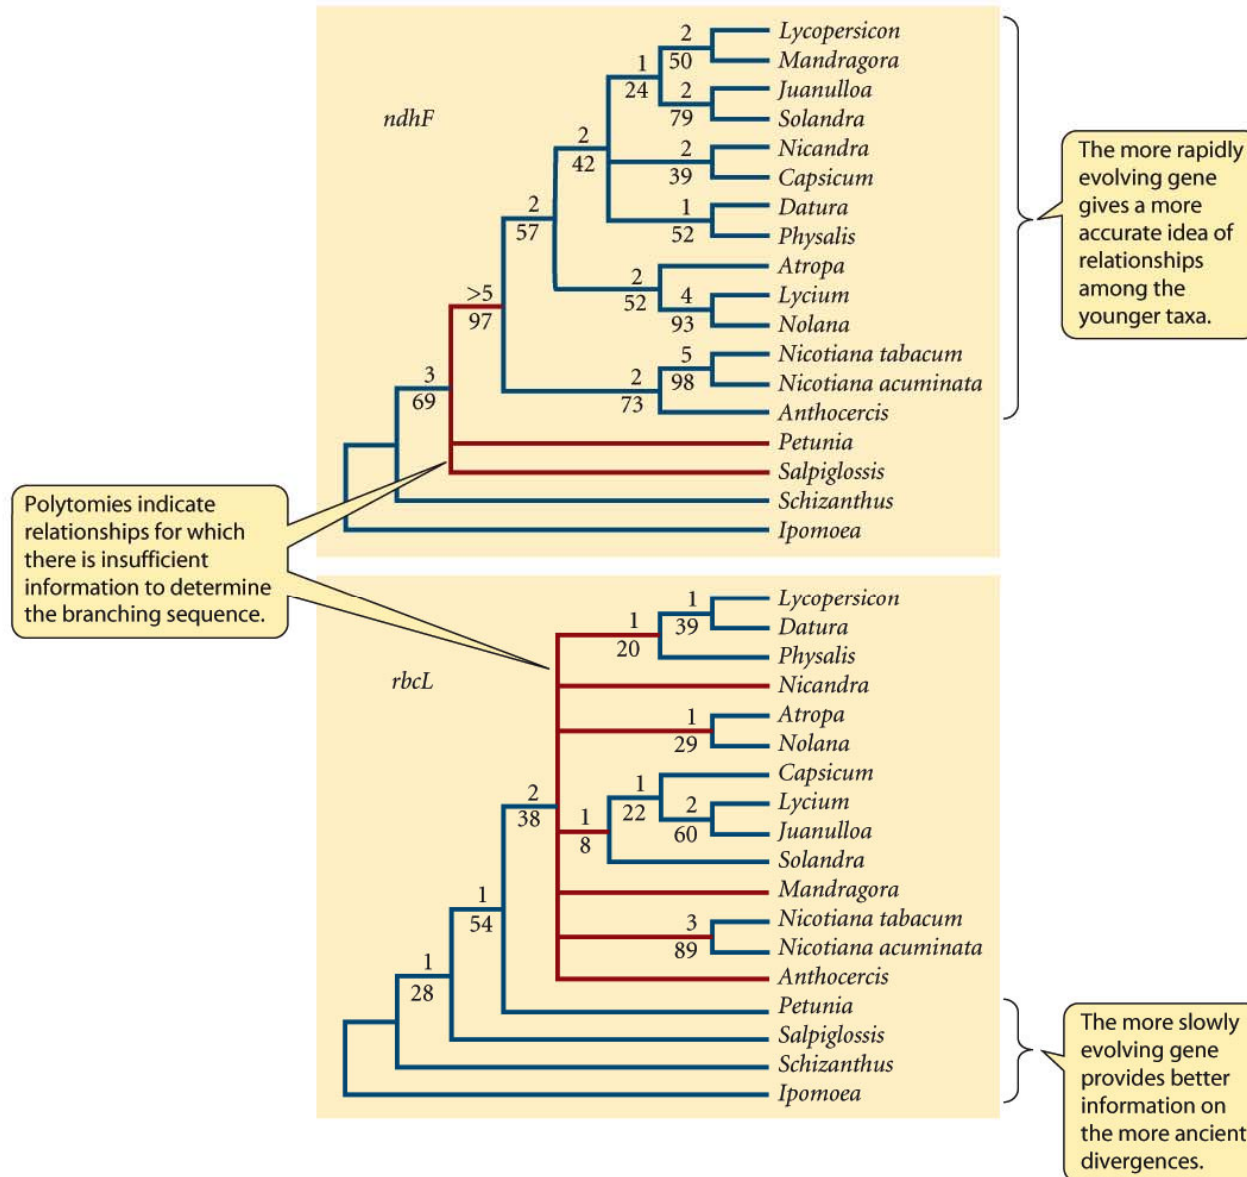 ndhF
2
50
1
24
2
79
2
42
2
39
2
57
1
52
2
52
4
93
>5
97
5
98
2
73
3
69
Lycopersicon
Mandragora
Juanulloa
Solandra
Nicandra
Capsicum
Datura
Physalis
Atropa
Lycium
Nolana
Nicotiana tabacum
Nicotiana acuminata
Anthocercis
Petunia
Salpiglossis
Schizanthus
Ipomoea
The more rapidly
evolving gene
gives a more
accurate idea of
relationships
among the
younger taxa.
Polytomies indicate
relationships for which
there is insufficient
information to determine
the branching sequence.
rbcL
1
39
1
20
1
29
1
22
2
60
2
38
1
8
1
54
3
89
1
28
Lycopersicon
Datura
Physalis
Nicandra
Atropa
Nolana
Capsicum
Lycium
Juanulloa
Solandra
Mandragora
Nicotiana tabacum
Nicotiana acuminata
Anthocercis
Petunia
Salpiglossis
Schizanthus
Ipomoea
The more slowly
evolving gene
provides better
information on
the more ancient
divergences.